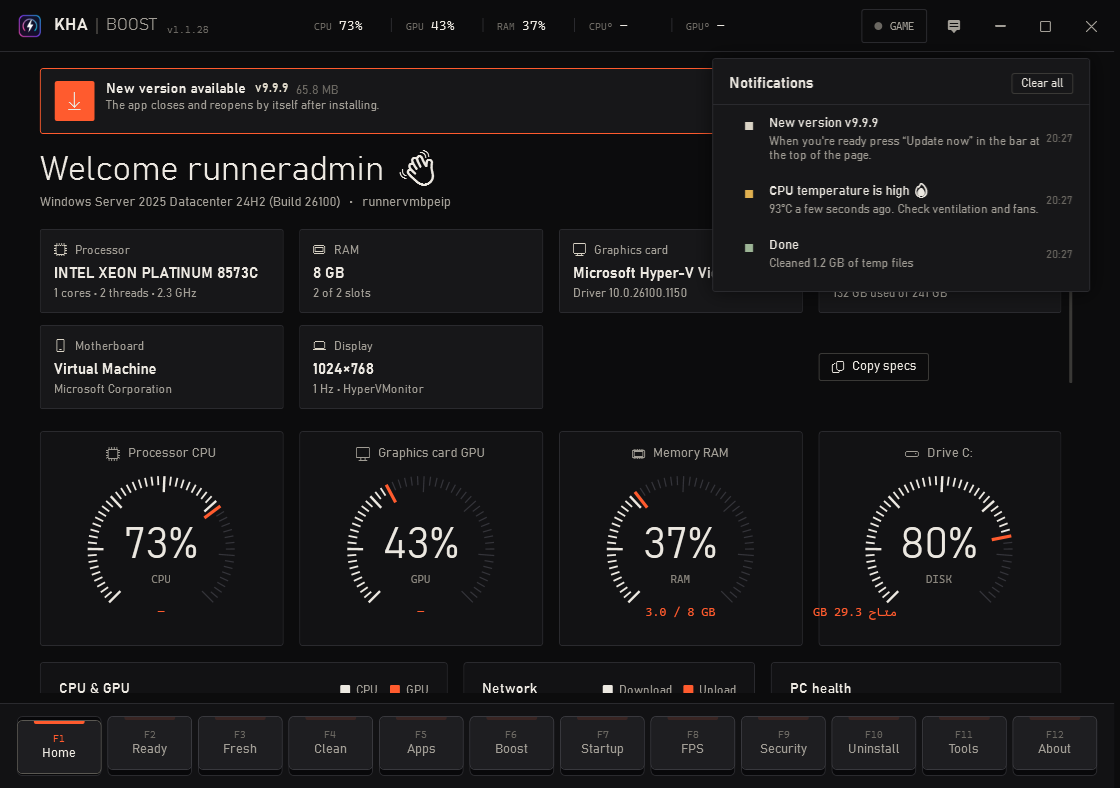 KHA | BOOST v1.1.28
CPU 73% GPU 43% RAM 37% CPU° — GPU° — GAME
New version available v9.9.9 65.8 MB
The app closes and reopens by itself after installing.
Notifications
Clear all
New version v9.9.9
When you're ready press “Update now” in the bar at 20:27
the top of the page.
CPU temperature is high
93°C a few seconds ago. Check ventilation and fans. 20:27
Done
Cleaned 1.2 GB of temp files 20:27
Welcome runneradmin
Windows Server 2025 Datacenter 24H2 (Build 26100) • runnervmbpeip
Processor
INTEL XEON PLATINUM 8573C
1 cores • 2 threads • 2.3 GHz
RAM
8 GB
2 of 2 slots
Graphics card
Microsoft Hyper-V Vi
Driver 10.0.26100.1150
132 GB used of 241 GB
Motherboard
Virtual Machine
Microsoft Corporation
Display
1024×768
1 Hz • HyperVMonitor
Copy specs
Processor CPU
73%
CPU
—
Graphics card GPU
43%
GPU
—
Memory RAM
37%
RAM
3.0 / 8 GB
Drive C:
80%
DISK
متاح 29.3 GB
CPU & GPU CPU GPU
Network Download Upload
PC health
F1 Home
F2 Ready
F3 Fresh
F4 Clean
F5 Apps
F6 Boost
F7 Startup
F8 FPS
F9 Security
F10 Uninstall
F11 Tools
F12 About